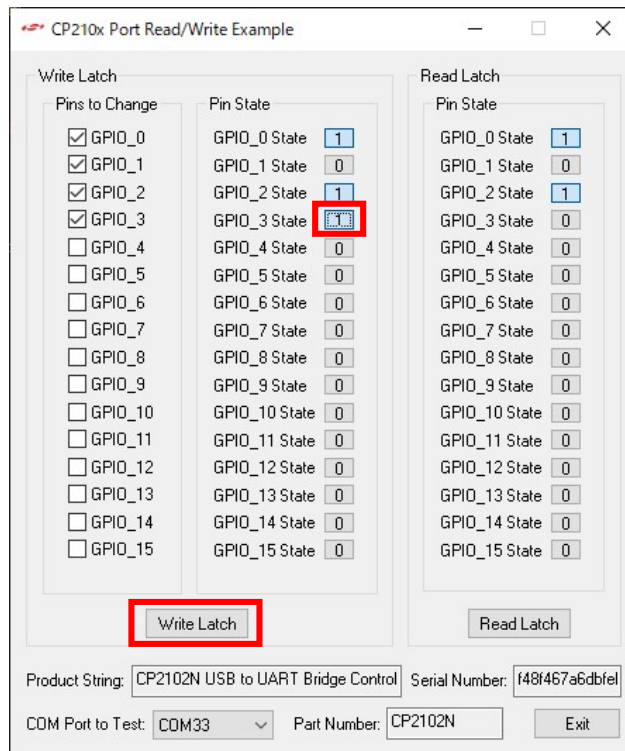 CP210x Port Read/Write Example
Write Latch
Read Latch
Pins to Change
Pin State
Pin State
GPIO_0 GPIO_0 State 1 GPIO_0 State 1
GPIO_1 GPIO_1 State 0 GPIO_1 State 0
GPIO_2 GPIO_2 State 1 GPIO_2 State 1
GPIO_3 GPIO_3 State 1 GPIO_3 State 0
GPIO_4 GPIO_4 State 0 GPIO_4 State 0
GPIO_5 GPIO_5 State 0 GPIO_5 State 0
GPIO_6 GPIO_6 State 0 GPIO_6 State 0
GPIO_7 GPIO_7 State 0 GPIO_7 State 0
GPIO_8 GPIO_8 State 0 GPIO_8 State 0
GPIO_9 GPIO_9 State 0 GPIO_9 State 0
GPIO_10 GPIO_10 State 0 GPIO_10 State 0
GPIO_11 GPIO_11 State 0 GPIO_11 State 0
GPIO_12 GPIO_12 State 0 GPIO_12 State 0
GPIO_13 GPIO_13 State 0 GPIO_13 State 0
GPIO_14 GPIO_14 State 0 GPIO_14 State 0
GPIO_15 GPIO_15 State 0 GPIO_15 State 0
Write Latch
Read Latch
Product String: CP2102N USB to UART Bridge Control Serial Number: f48f467a6dbfel
COM Port to Test: COM33 Part Number: CP2102N Exit